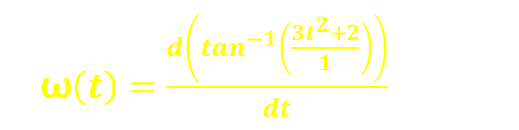 ω(t) = d(tan⁻¹((3t²+2)/1))/dt